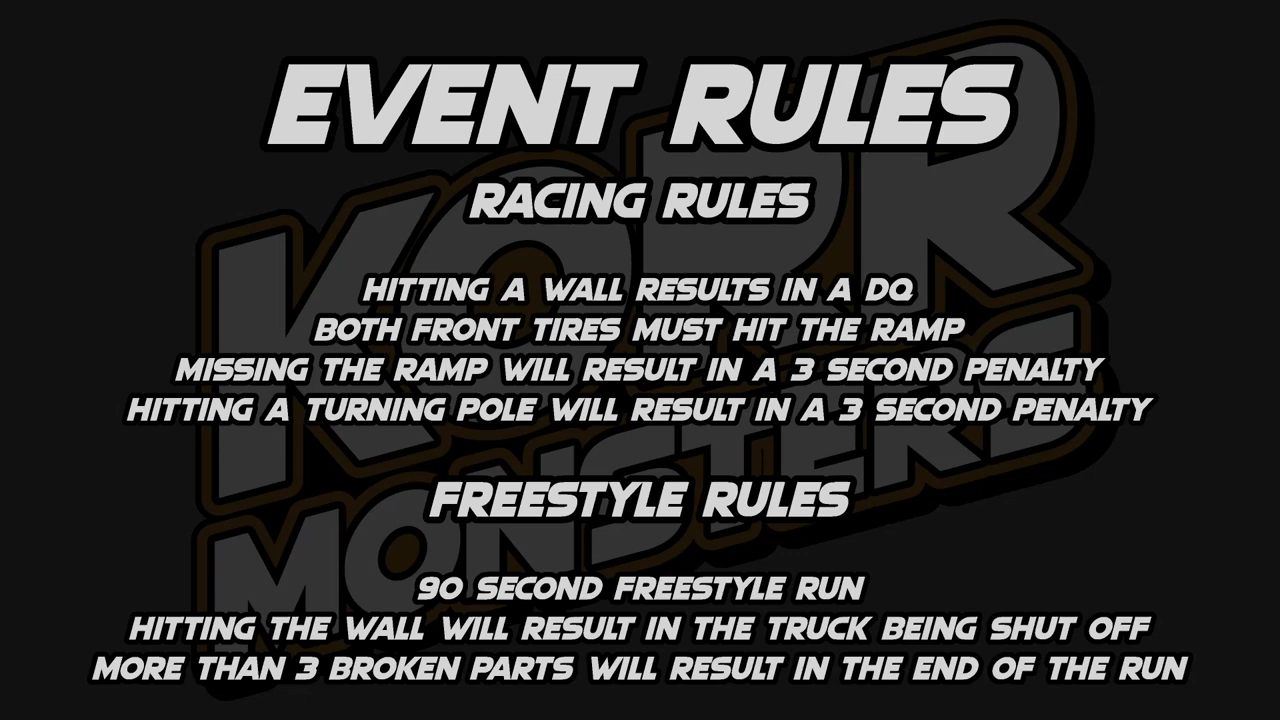 EVENT RULES
RACING RULES
HITTING A WALL RESULTS IN A DQ
BOTH FRONT TIRES MUST HIT THE RAMP
MISSING THE RAMP WILL RESULT IN A 3 SECOND PENALTY
HITTING A TURNING POLE WILL RESULT IN A 3 SECOND PENALTY
FREESTYLE RULES
90 SECOND FREESTYLE RUN
HITTING THE WALL WILL RESULT IN THE TRUCK BEING SHUT OFF
MORE THAN 3 BROKEN PARTS WILL RESULT IN THE END OF THE RUN
MONSTERS